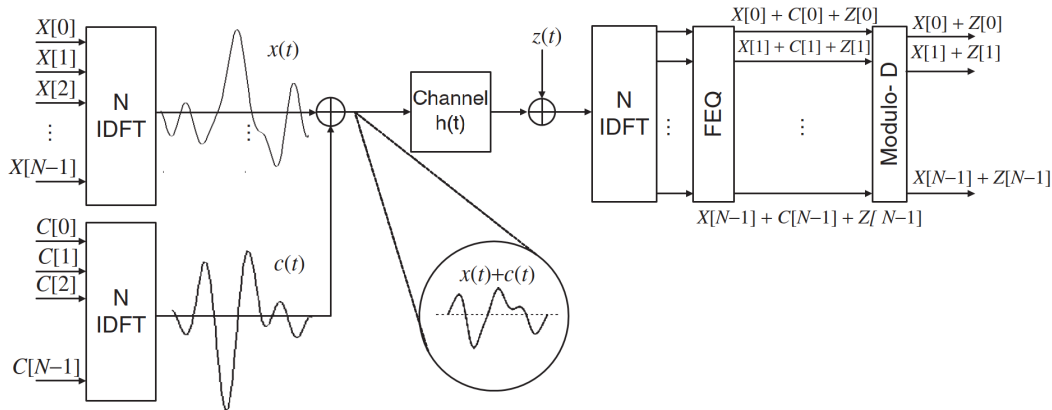 X[0]
X[1]
X[2]
⋮
X[N−1]
N
IDFT
x(t)
...
C[0]
C[1]
C[2]
C[N−1]
N
IDFT
c(t)
x(t)+c(t)
Channel
h(t)
z(t)
N
IDFT
...
FEQ
X[0] + C[0] + Z[0]
X[1] + C[1] + Z[1]
...
X[N−1] + C[N−1] + Z[ N−1]
Modulo- D
X[0] + Z[0]
X[1] + Z[1]
X[N−1] + Z[N−1]